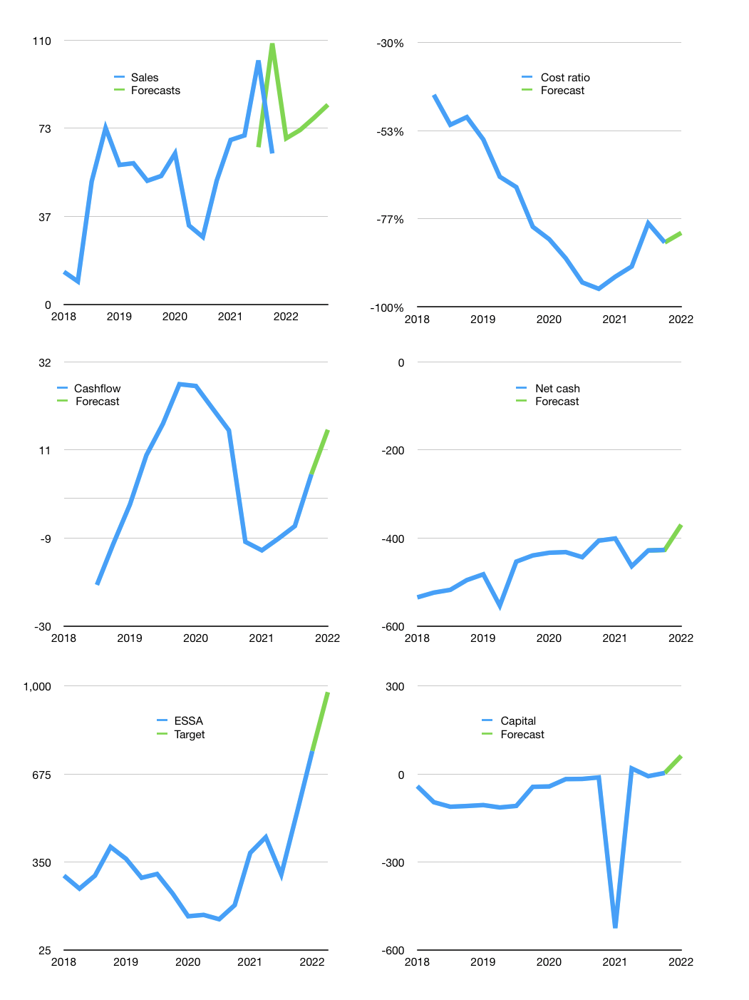 110
Sales
Forecasts
73
37
0
2018 2019 2020 2021 2022
-30%
Cost ratio
Forecast
-53%
-77%
-100%
2018 2019 2020 2021 2022
32
Cashflow
Forecast
11
-9
-30
2018 2019 2020 2021 2022
0
Net cash
Forecast
-200
-400
-600
2018 2019 2020 2021 2022
1,000
ESSA
Target
675
350
25
2018 2019 2020 2021 2022
300
Capital
Forecast
0
-300
-600
2018 2019 2020 2021 2022